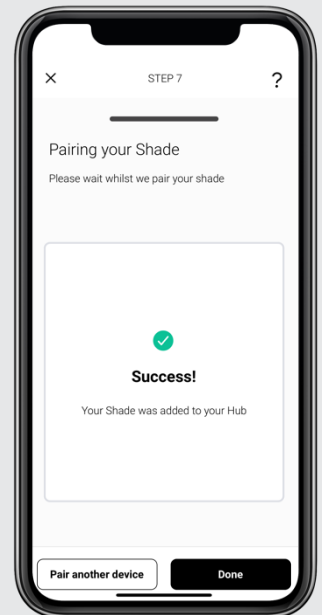 STEP 7
?
Pairing your Shade
Please wait whilst we pair your shade
Success!
Your Shade was added to your Hub
Pair another device
Done